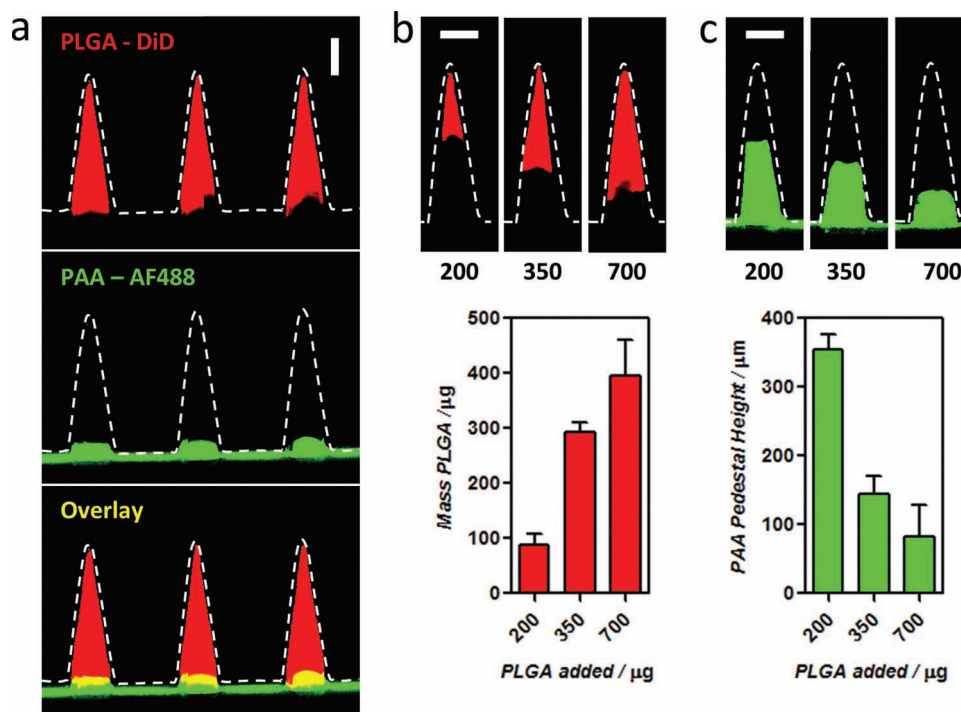 a
PLGA - DiD
PAA – AF488
Overlay
b
200 350 700
500
400
300
200
100
0
Mass PLGA / µg
200 350 700
PLGA added / µg
c
200 350 700
400
300
200
100
0
PAA Pedestal Height / µm
200 350 700
PLGA added / µg